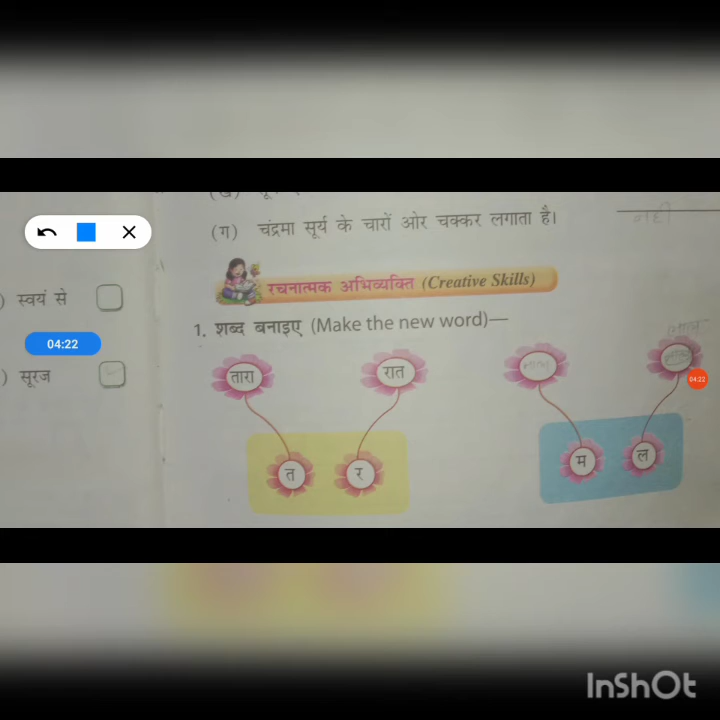 (ग) चंद्रमा सूर्य के चारों ओर चक्कर लगाता है। नही
रचनात्मक अभिव्यक्ति (Creative Skills)
) स्वयं से
1. शब्द बनाइए (Make the new word)—
04:22
) सूरज
तारा रात
04:22
त र म ल
InShOt